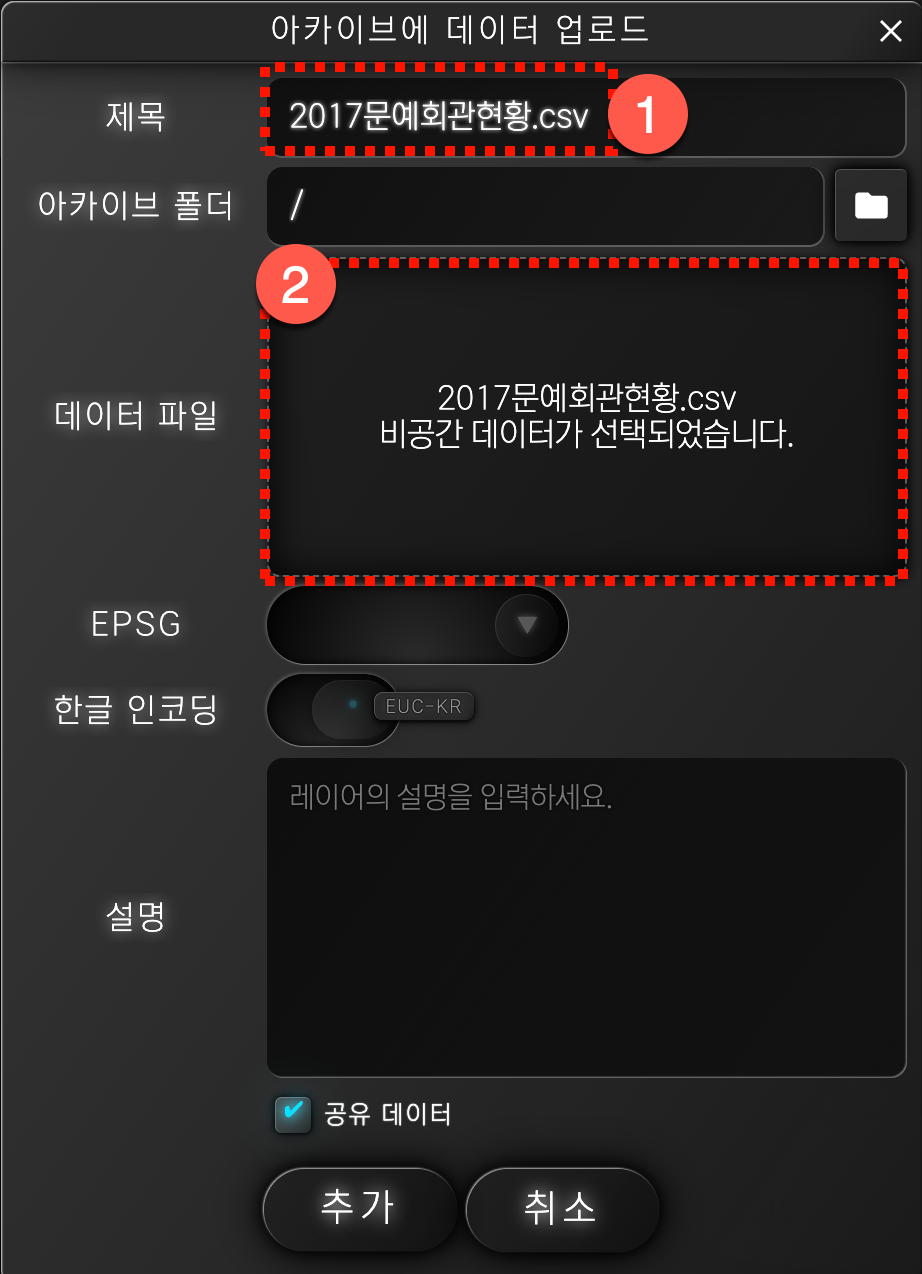 아카이브에 데이터 업로드
제목
2017문예회관현황.csv
1
아카이브 폴더
/
2
데이터 파일
2017문예회관현황.csv
비공간 데이터가 선택되었습니다.
EPSG
한글 인코딩
EUC-KR
설명
레이어의 설명을 입력하세요.
공유 데이터
추가
취소